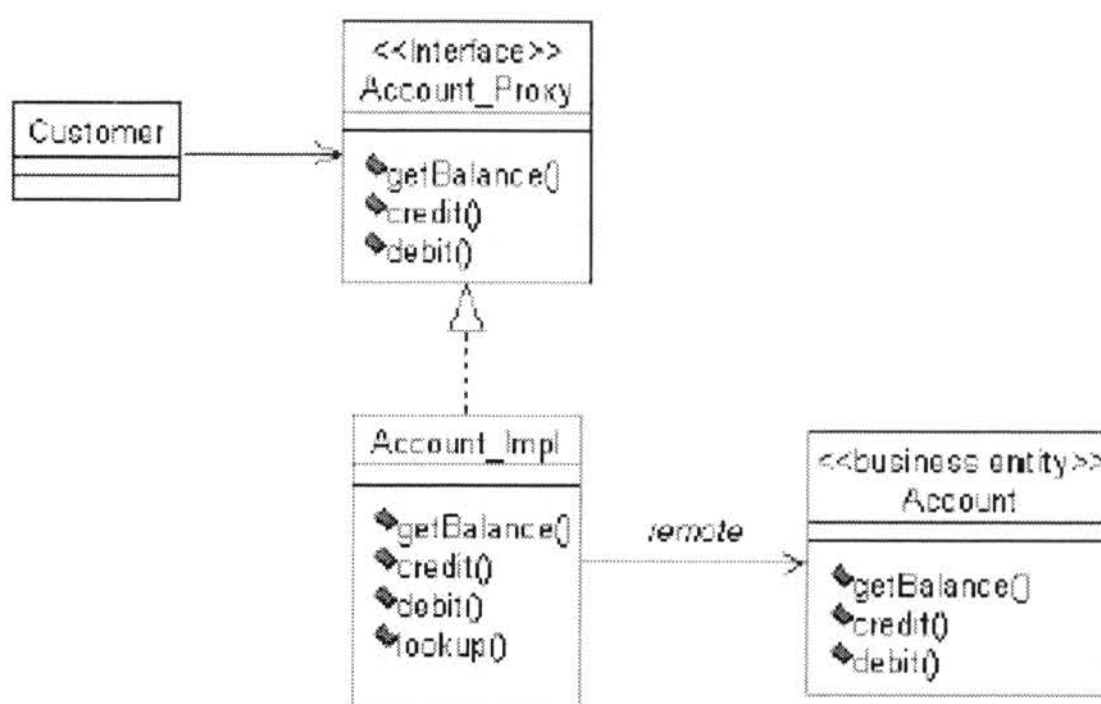 <<Interface>>
Account_Proxy
Customer
getBalance()
credit()
debit()
Account_Impl
getBalance()
credit()
debit()
lookup()
remote
<<business entity>>
Account
getBalance()
credit()
debit()